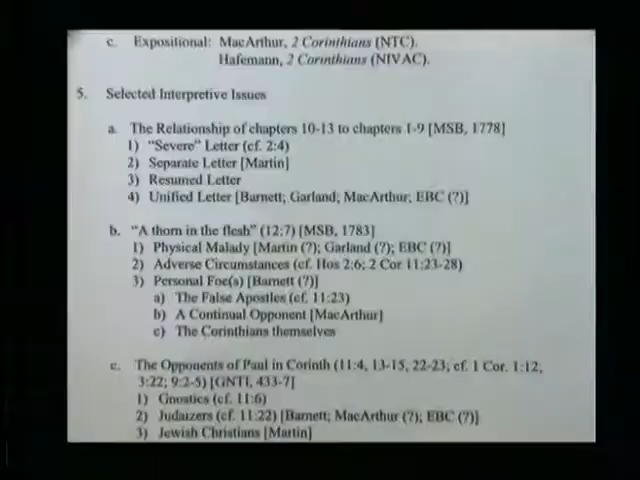 c. Expositional: MacArthur, 2 Corinthians (NTC).
Hafemann, 2 Corinthians (NIVAC).
5. Selected Interpretive Issues
a. The Relationship of chapters 10-13 to chapters 1-9 [MSB, 1778]
1) "Severe" Letter (cf. 2:4)
2) Separate Letter [Martin]
3) Resumed Letter
4) Unified Letter [Barnett; Garland; MacArthur; EBC (?)]
b. "A thorn in the flesh" (12:7) [MSB, 1783]
1) Physical Malady [Martin (?); Garland (?); EBC (?)]
2) Adverse Circumstances (cf. Hos 2:6; 2 Cor 11:23-28)
3) Personal Foe(s) [Barnett (?)]
a) The False Apostles (cf. 11:23)
b) A Continual Opponent [MacArthur]
c) The Corinthians themselves
c. The Opponents of Paul in Corinth (11:4, 13-15, 22-23; cf. 1 Cor. 1:12,
3:22; 9:2-5) [GNTI, 433-7]
1) Gnostics (cf. 11:6)
2) Judaizers (cf. 11:22) [Barnett; MacArthur (?); EBC (?)]
3) Jewish Christians [Martin]